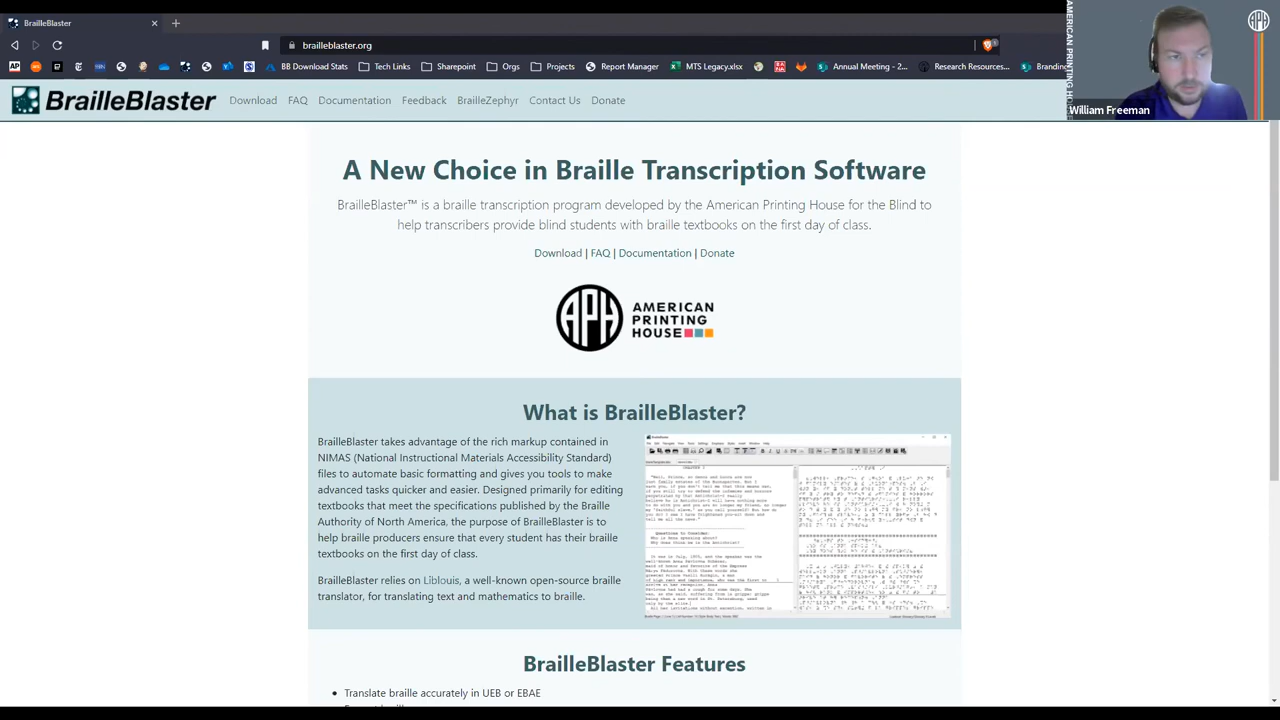 BrailleBlaster
brailleblaster.org
BB Download Stats
Tech Links
Sharepoint
Orgs
Projects
Report Manager
MTS Legacy.xlsx
Annual Meeting - 2...
Research Resources...
Branding
AMERICAN PRINTING HOUSE
APH
William Freeman
BrailleBlaster
Download FAQ Documentation Feedback BrailleZephyr Contact Us Donate
A New Choice in Braille Transcription Software
BrailleBlaster™ is a braille transcription program developed by the American Printing House for the Blind to
help transcribers provide blind students with braille textbooks on the first day of class.
Download | FAQ | Documentation | Donate
APH
AMERICAN
PRINTING
HOUSE
What is BrailleBlaster?
BrailleBlaster takes advantage of the rich markup contained in
NIMAS (National Instructional Materials Accessibility Standard)
files to automate basic formatting and gives you tools to make
advanced tasks quicker and easier. Designed primarily for editing
textbooks that meet the specifications published by the Braille
Authority of North America, the purpose of BrailleBlaster is to
help braille producers ensure that every student has their braille
textbooks on the first day of class.
BrailleBlaster relies on Liblouis, a well-known open-source braille
translator, for translating text and mathematics to braille.
BrailleBlaster Features
Translate braille accurately in UEB or EBAE